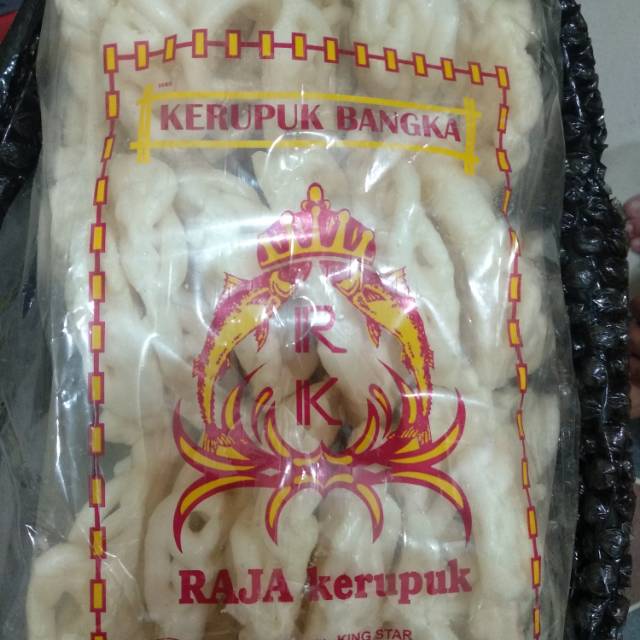 KERUPUK BANGKA
R
K
RAJA kerupuk
KING STAR